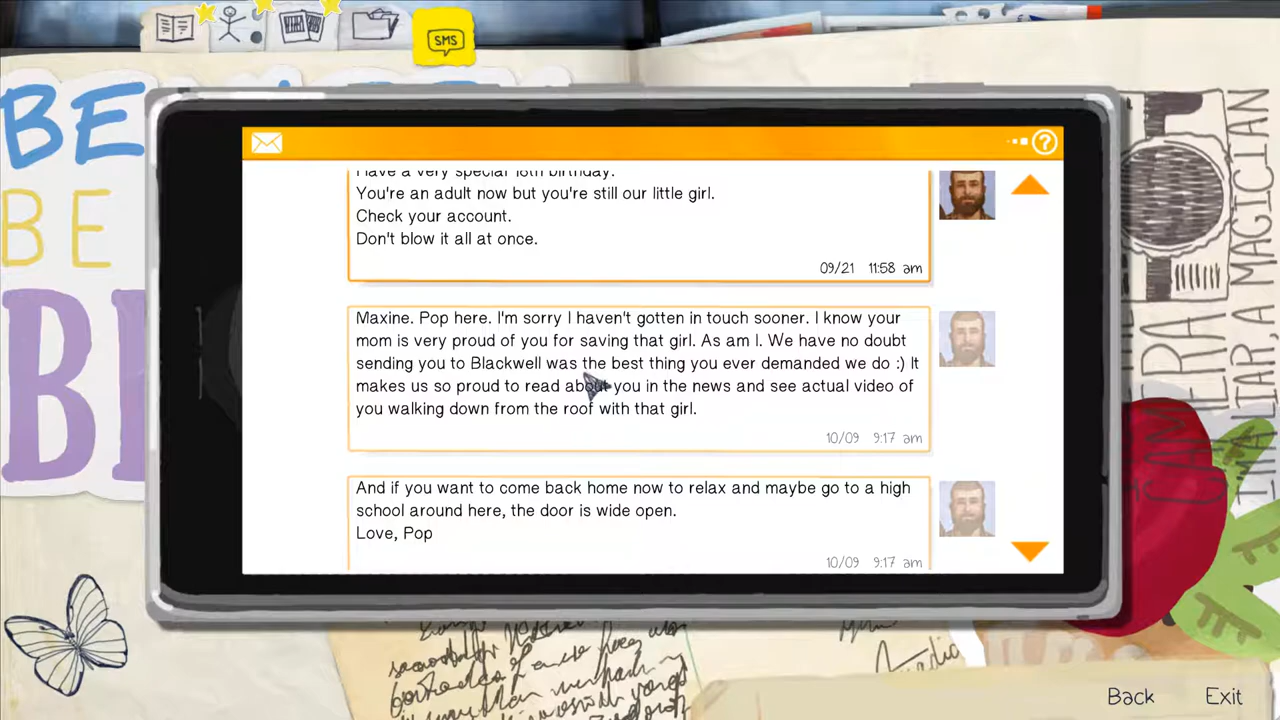 SMS
BE
BE
Have a very special 18th birthday.
You're an adult now but you're still our little girl.
Check your account.
Don't blow it all at once.
09/21 11:58 am
Maxine. Pop here. I'm sorry I haven't gotten in touch sooner. I know your
mom is very proud of you for saving that girl. As am I. We have no doubt
sending you to Blackwell was the best thing you ever demanded we do :) It
makes us so proud to read about you in the news and see actual video of
you walking down from the roof with that girl.
10/09 9:17 am
And if you want to come back home now to relax and maybe go to a high
school around here, the door is wide open.
Love, Pop
10/09 9:17 am
?
LIAR, A MAGICIAN
Back
Exit